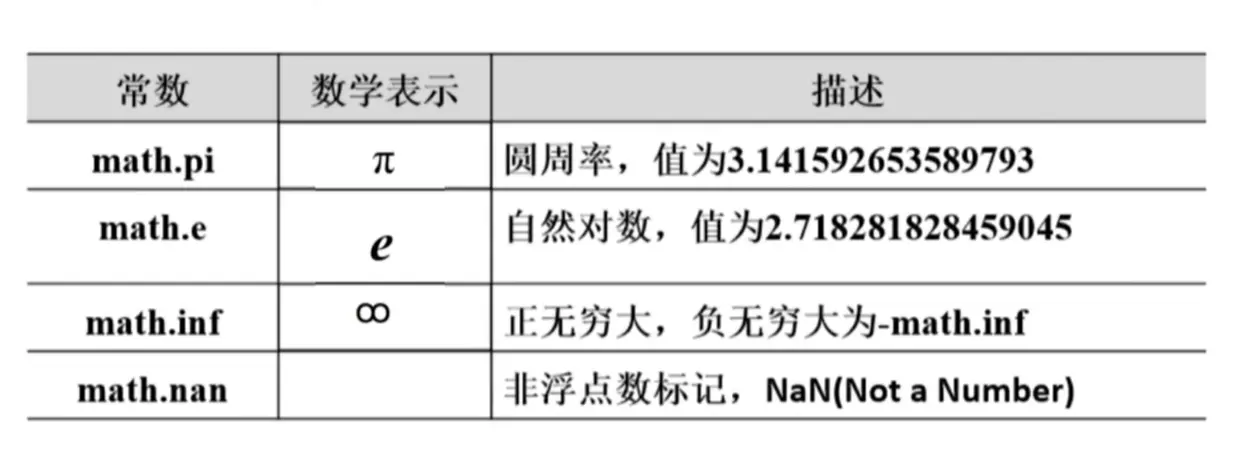 常数 数学表示 描述
math.pi π 圆周率，值为3.141592653589793
math.e e 自然对数，值为2.718281828459045
math.inf ∞ 正无穷大，负无穷大为-math.inf
math.nan 非浮点数标记，NaN(Not a Number)